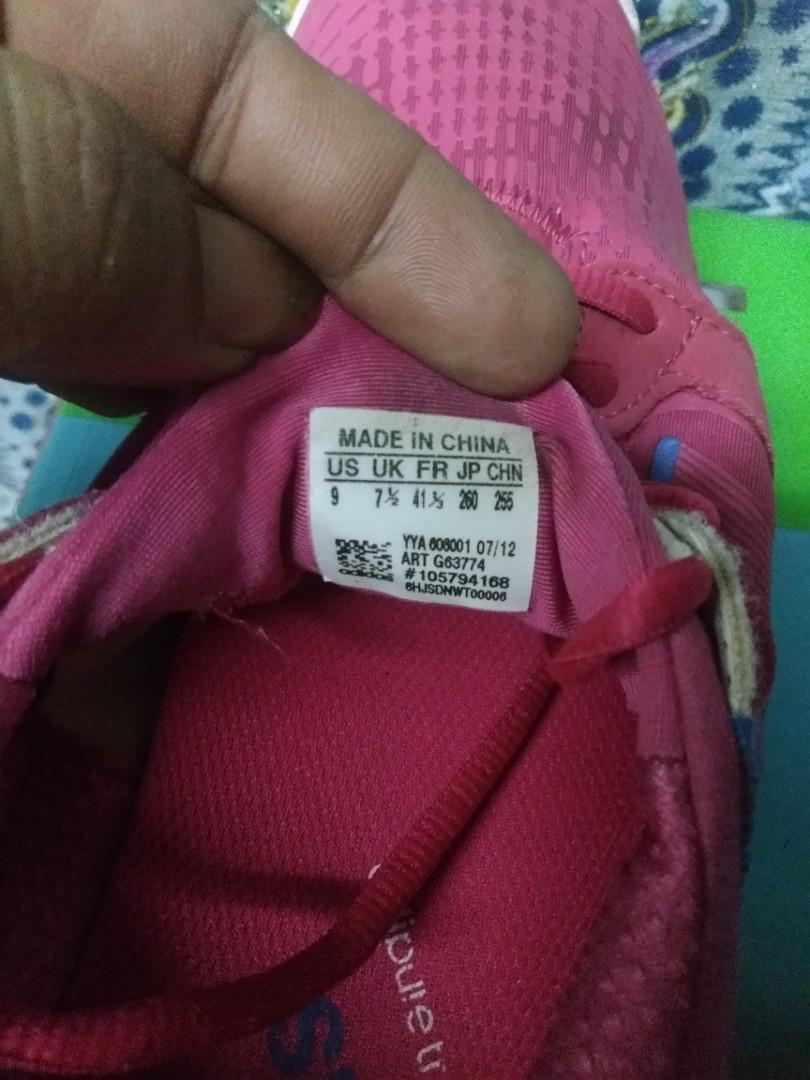 MADE IN CHINA
US UK FR JP CHN
9 7½ 41⅓ 260 255
YYA 606001 07/12
ART G63774
#105794168
6HJSDNWT00006